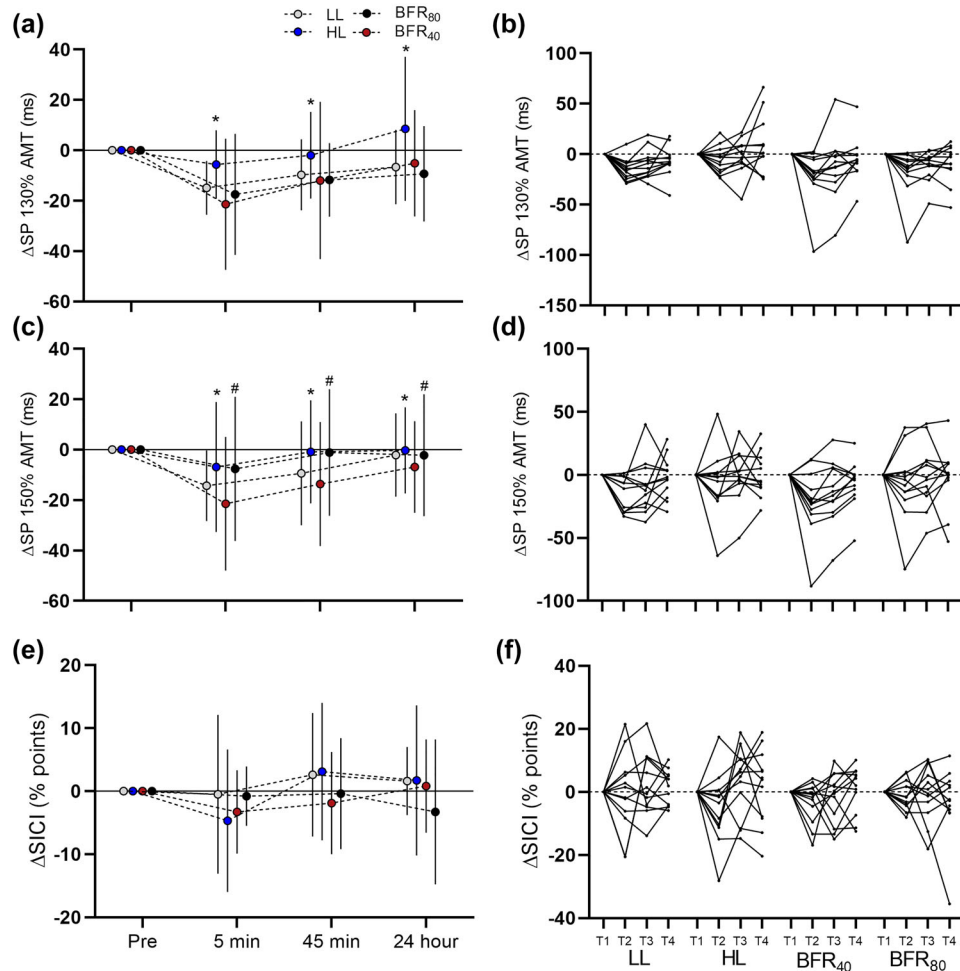 (a)
LL
BFR80
HL
BFR40
40
20
0
-20
-40
-60
ΔSP 130% AMT (ms)
* * *
(b)
100
50
0
-50
-100
-150
ΔSP 130% AMT (ms)
(c)
40
20
0
-20
-40
-60
ΔSP 150% AMT (ms)
* # * # * #
(d)
100
50
0
-50
-100
ΔSP 150% AMT (ms)
(e)
20
10
0
-10
-20
ΔSICI (% points)
Pre 5 min 45 min 24 hour
(f)
40
20
0
-20
-40
ΔSICI (% points)
T1 T2 T3 T4 T1 T2 T3 T4 T1 T2 T3 T4 T1 T2 T3 T4
LL HL BFR40 BFR80